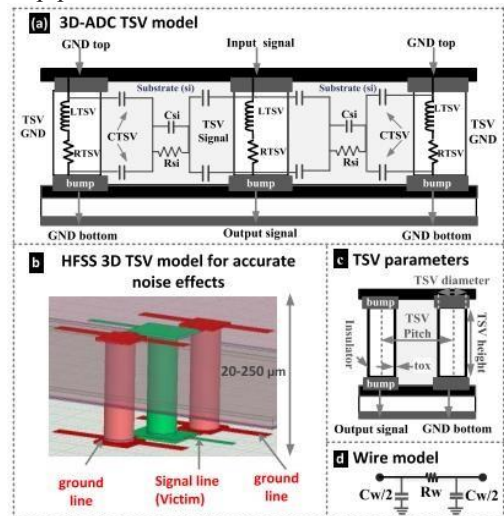 (a) 3D-ADC TSV model
GND top
Input signal
GND top
Substrate (si)
Substrate (si)
TSV
GND
LTSV
RTSV
CTSV
Csi
Rsi
TSV
Signal
LTSV
RTSV
Csi
Rsi
CTSV
LTSV
RTSV
TSV
GND
bump
bump
bump
GND bottom
Output signal
GND bottom
b HFSS 3D TSV model for accurate
noise effects
20-250 µm
ground
line
Signal line
(Victim)
ground
line
c TSV parameters
TSV diameter
bump
TSV
Pitch
Insulator
TSV height
tox
bump
Output signal
GND bottom
d Wire model
Cw/2
Rw
Cw/2